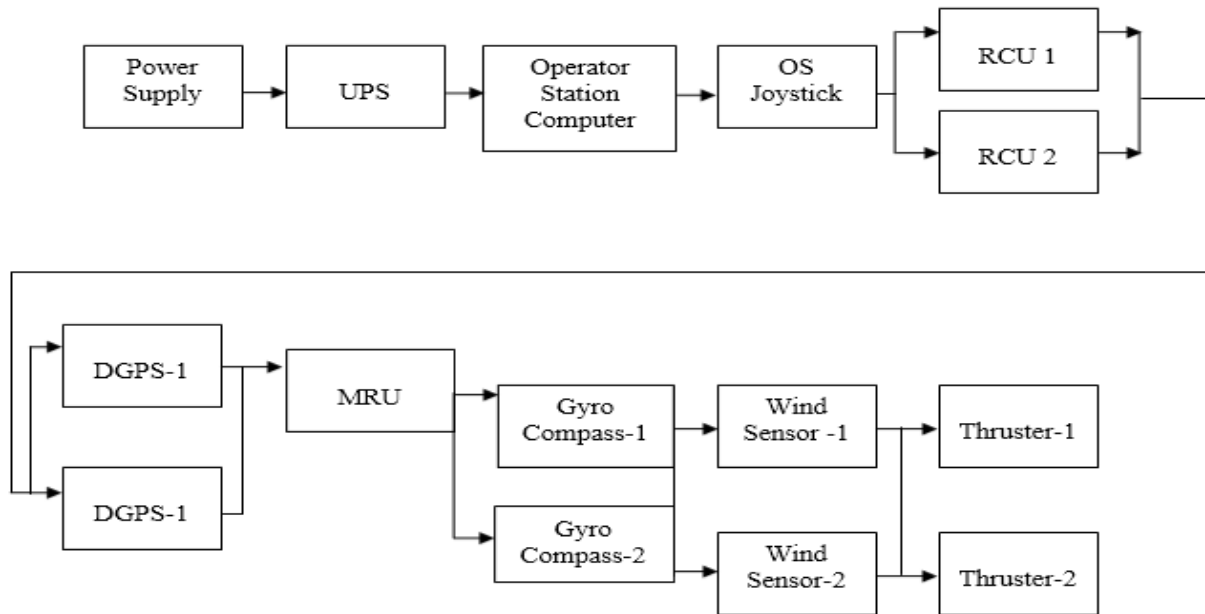 Power
Supply
UPS
Operator
Station
Computer
OS
Joystick
RCU 1
RCU 2
DGPS-1
DGPS-1
MRU
Gyro
Compass-1
Gyro
Compass-2
Wind
Sensor -1
Wind
Sensor-2
Thruster-1
Thruster-2